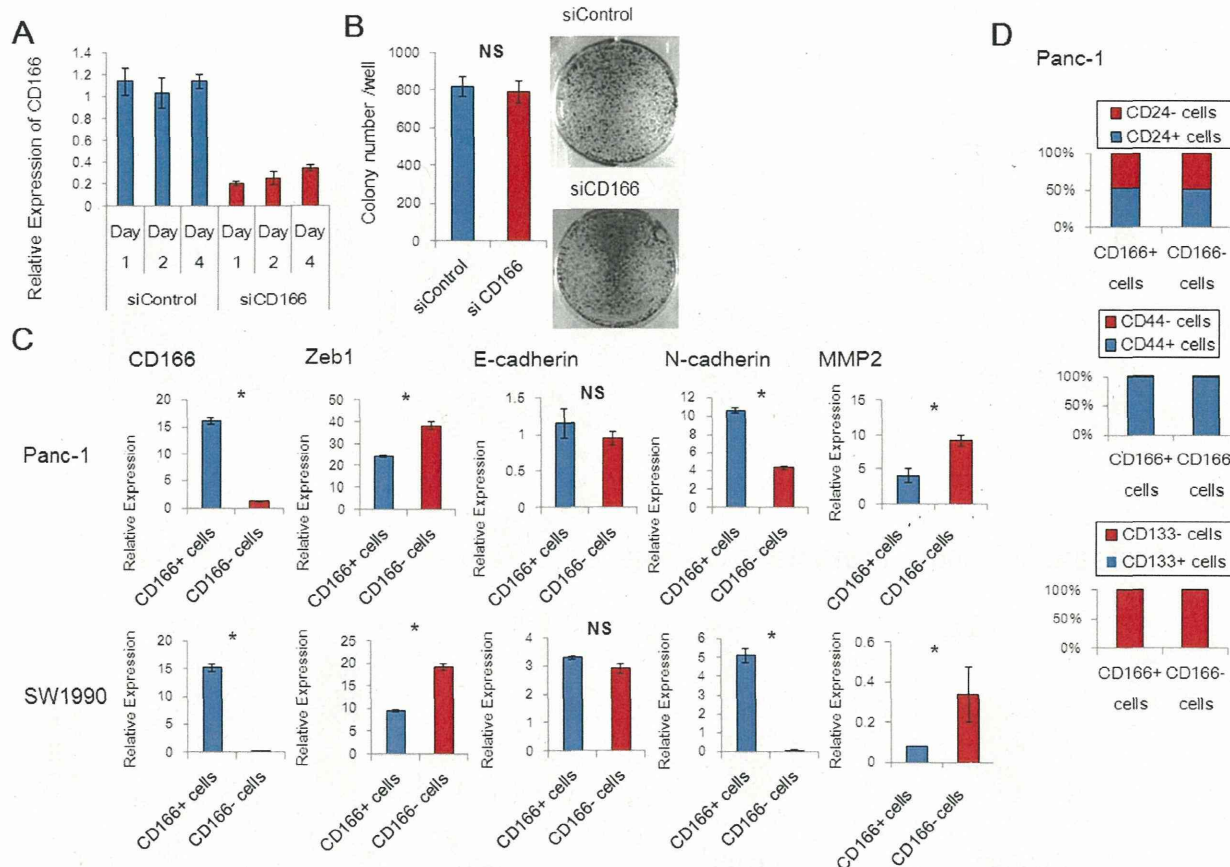 A
Relative Expression of CD166
1.4
1.2
1
0.8
0.6
0.4
0.2
0
Day Day Day Day Day Day
1 2 4 1 2 4
siControl siCD166
B
Colony number /well
1000
800
600
400
200
0
NS
siControl
si CD166
siControl
siCD166
C
CD166
Zeb1
E-cadherin
N-cadherin
MMP2
Panc-1
Relative Expression
20
15
10
5
0
*
CD166+ cells
CD166- cells
Relative Expression
50
40
30
20
10
0
*
CD166+ cells
CD166- cells
Relative Expression
1.5
1
0.5
0
NS
CD166+ cells
CD166- cells
Relative Expression
12
10
8
6
4
2
0
*
CD166+ cells
CD166- cells
Relative Expression
15
10
5
0
*
CD166+ cells
CD166- cells
SW1990
Relative Expression
20
15
10
5
0
*
CD166+ cells
CD166- cells
Relative Expression
25
20
15
10
5
0
*
CD166+ cells
CD166- cells
Relative Expression
4
3
2
1
0
NS
CD166+ cells
CD166- cells
Relative Expression
6
5
4
3
2
1
0
*
CD166+ cells
CD166- cells
Relative Expression
0.6
0.4
0.2
0
*
CD166+ cells
CD166- cells
D
Panc-1
CD24- cells
CD24+ cells
100%
50%
0%
CD166+ CD166-
cells cells
CD44- cells
CD44+ cells
100%
50%
0%
CD166+ CD166
cells cells
CD133- cells
CD133+ cells
100%
50%
0%
CD166+ CD166-
cells cells